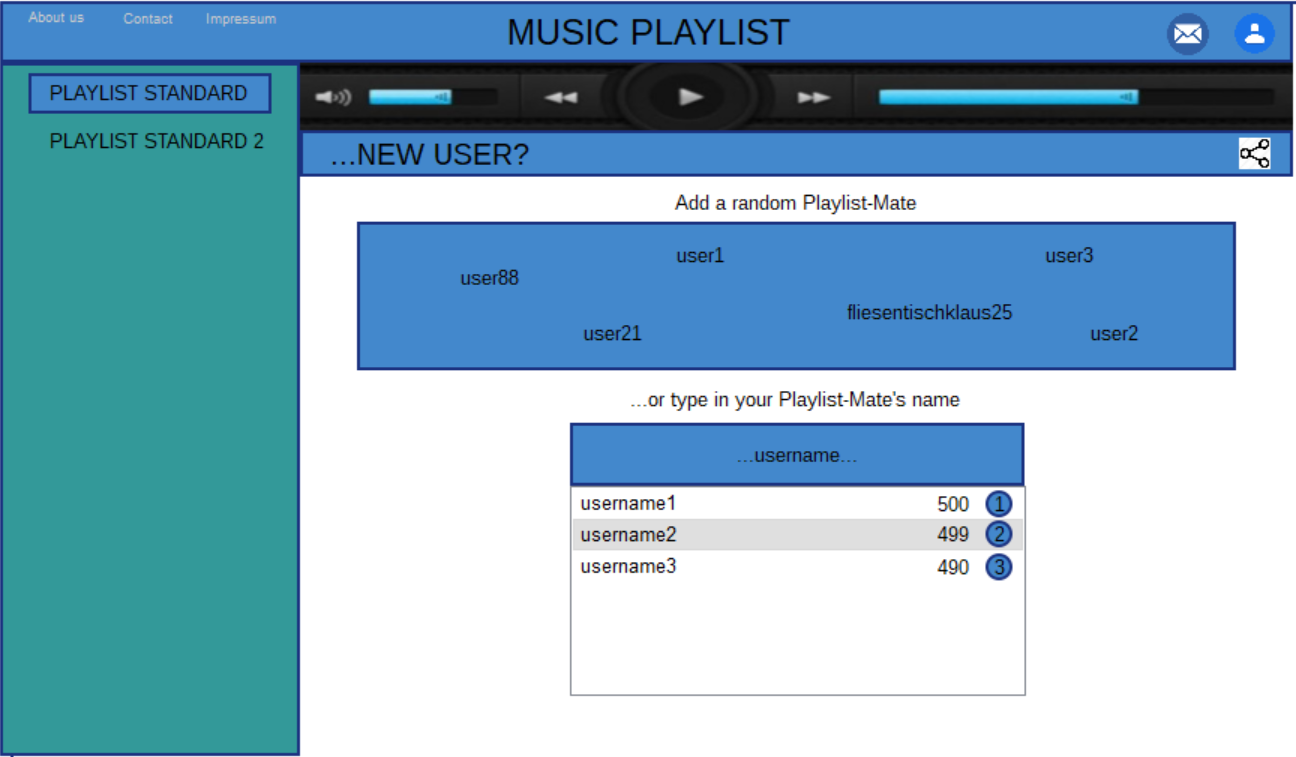 About us Contact Impressum
MUSIC PLAYLIST
PLAYLIST STANDARD
PLAYLIST STANDARD 2
...NEW USER?
Add a random Playlist-Mate
user1 user3
user88
fliesentischklaus25
user21 user2
...or type in your Playlist-Mate's name
...username...
username1 500 1
username2 499 2
username3 490 3